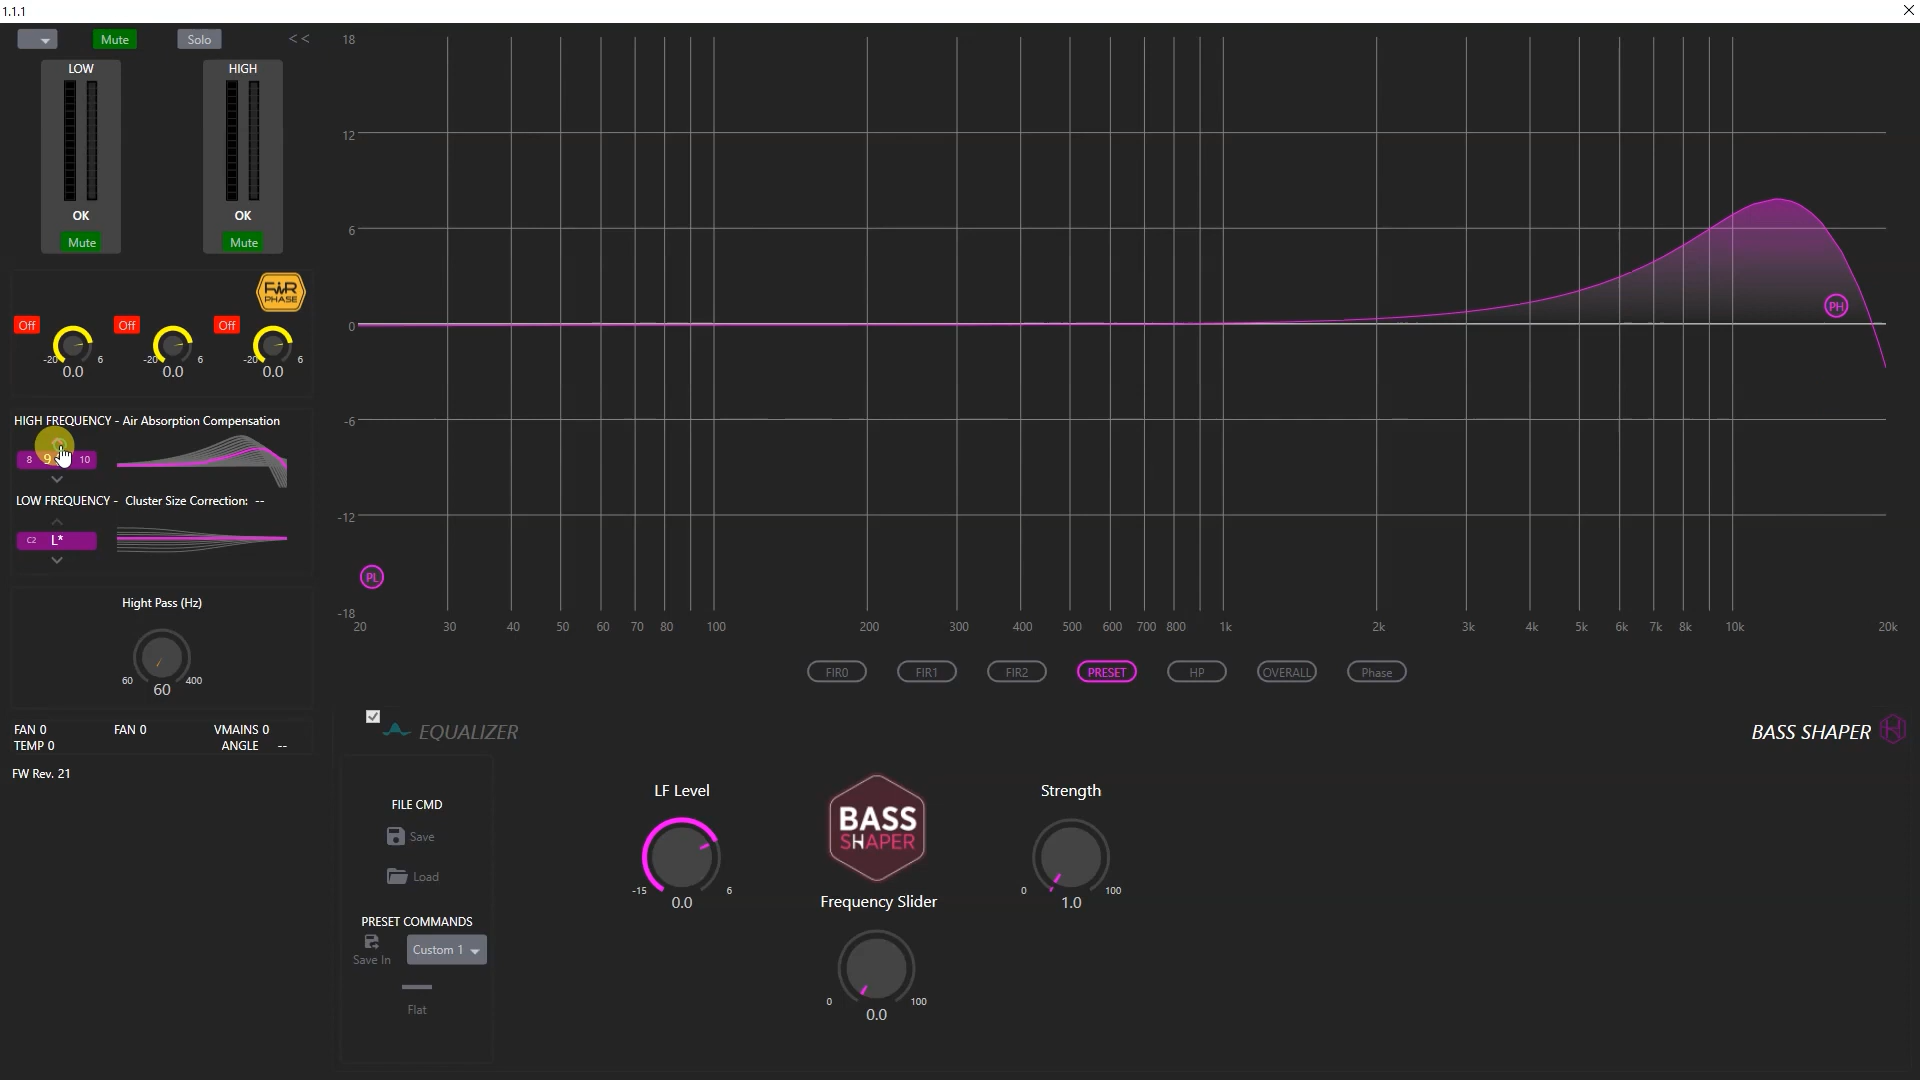 1.1.1
Mute Solo <<
LOW HIGH
OK OK
Mute Mute
FIR PHASE
Off Off Off
-20 6 -20 6 -20 6
0.0 0.0 0.0
HIGH FREQUENCY - Air Absorption Compensation
8 9 10
LOW FREQUENCY - Cluster Size Correction: --
C2 L*
Hight Pass (Hz)
60 400
60
FAN 0 FAN 0 VMAINS 0
TEMP 0 ANGLE --
FW Rev. 21
18
12
6
0
-6
-12
-18
PH
PL
20 30 40 50 60 70 80 100 200 300 400 500 600 700 800 1k 2k 3k 4k 5k 6k 7k 8k 10k 20k
FIR0 FIR1 FIR2 PRESET HP OVERALL Phase
EQUALIZER BASS SHAPER
FILE CMD
Save
Load
PRESET COMMANDS
Save In Custom 1
Flat
LF Level
-15 6
0.0
BASS
SHAPER
Frequency Slider
0 100
0.0
Strength
0 100
1.0